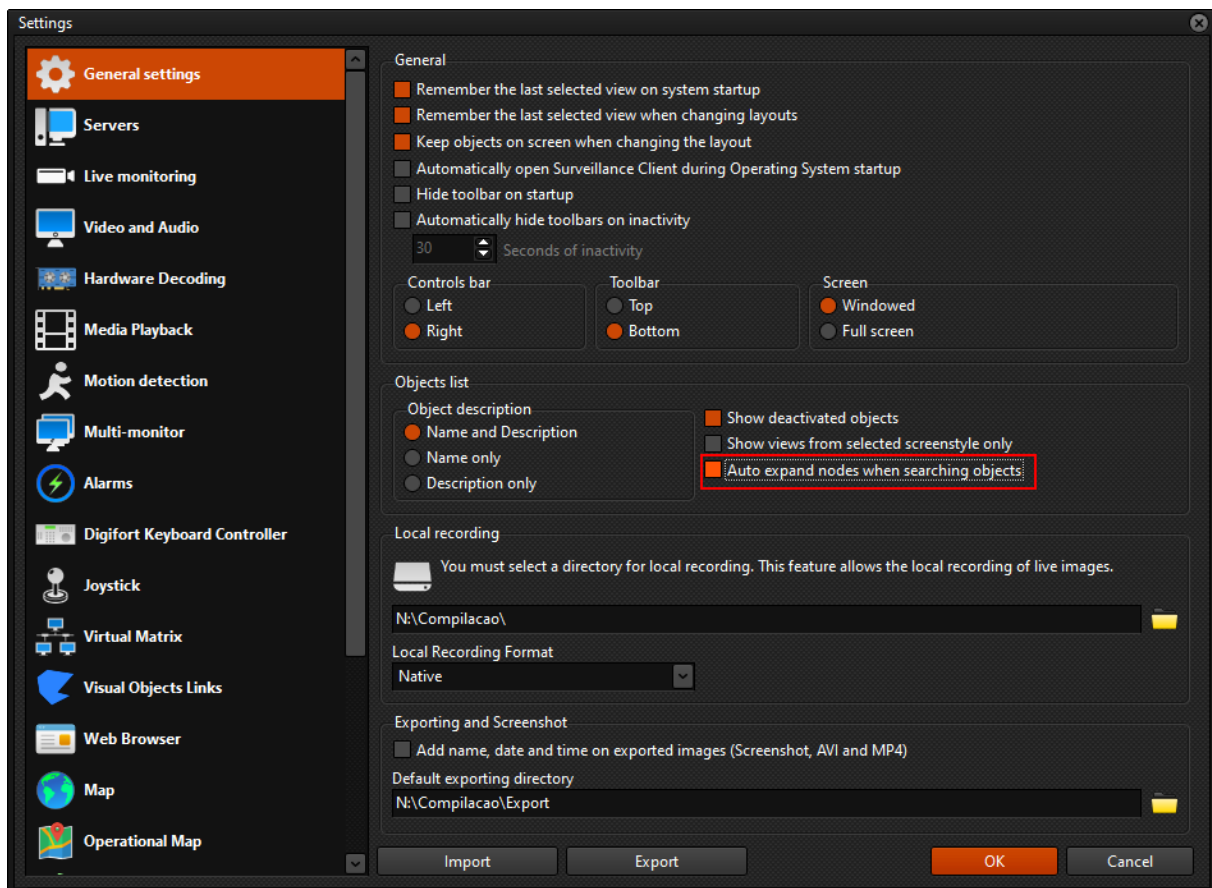 Settings
General settings
Servers
Live monitoring
Video and Audio
Hardware Decoding
Media Playback
Motion detection
Multi-monitor
Alarms
Digifort Keyboard Controller
Joystick
Virtual Matrix
Visual Objects Links
Web Browser
Map
Operational Map
General
Remember the last selected view on system startup
Remember the last selected view when changing layouts
Keep objects on screen when changing the layout
Automatically open Surveillance Client during Operating System startup
Hide toolbar on startup
Automatically hide toolbars on inactivity
30 Seconds of inactivity
Controls bar
Left
Right
Toolbar
Top
Bottom
Screen
Windowed
Full screen
Objects list
Object description
Name and Description
Name only
Description only
Show deactivated objects
Show views from selected screenstyle only
Auto expand nodes when searching objects
Local recording
You must select a directory for local recording. This feature allows the local recording of live images.
N:\Compilacao\
Local Recording Format
Native
Exporting and Screenshot
Add name, date and time on exported images (Screenshot, AVI and MP4)
Default exporting directory
N:\Compilacao\Export
Import
Export
OK
Cancel